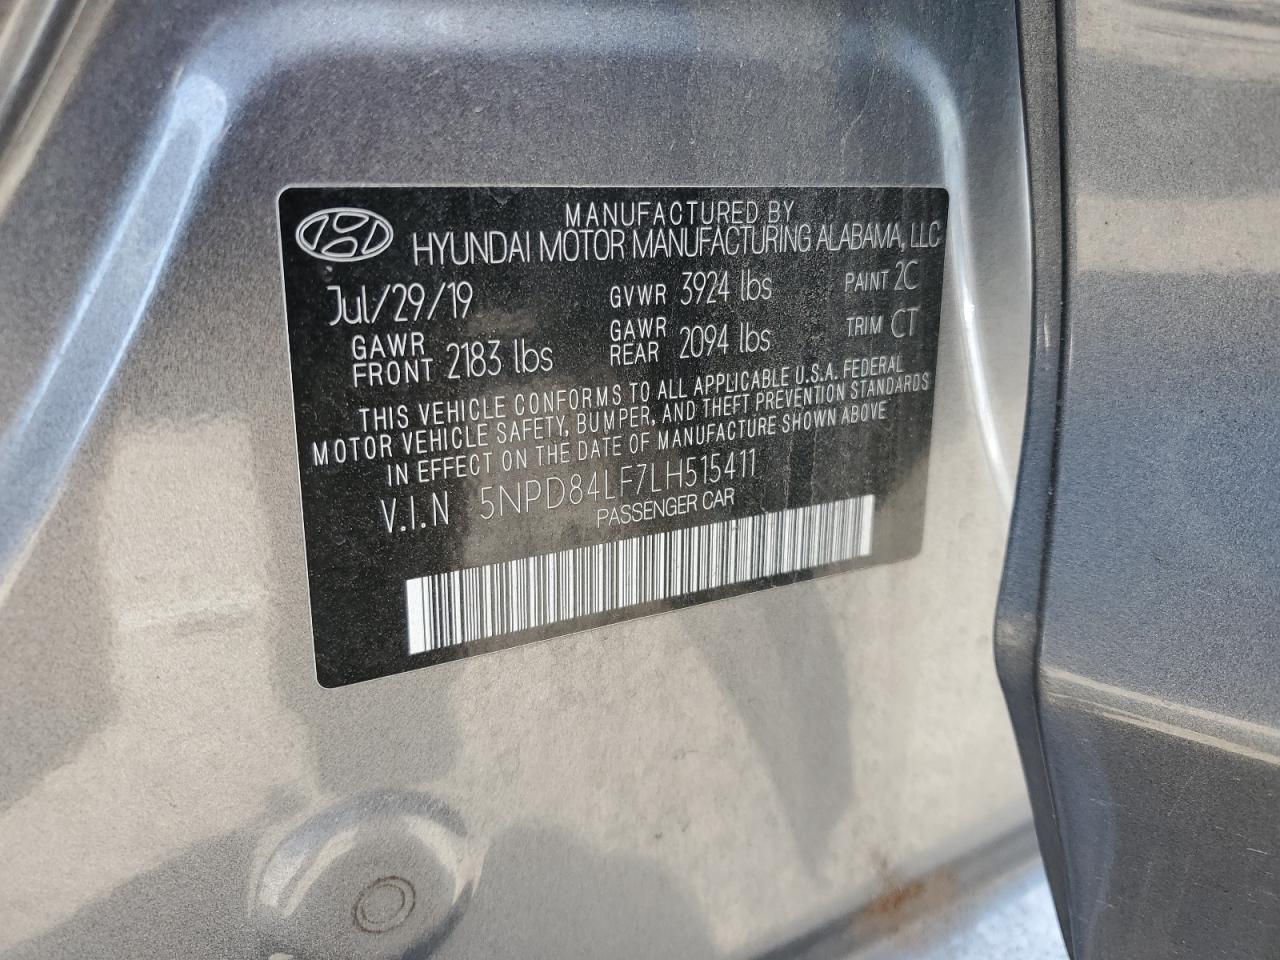 MANUFACTURED BY
HYUNDAI MOTOR MANUFACTURING ALABAMA, LLC
Jul/29/19 GVWR 3924 lbs PAINT 2C
GAWR FRONT 2183 lbs GAWR REAR 2094 lbs TRIM CT
THIS VEHICLE CONFORMS TO ALL APPLICABLE U.S.A. FEDERAL
MOTOR VEHICLE SAFETY, BUMPER, AND THEFT PREVENTION STANDARDS
IN EFFECT ON THE DATE OF MANUFACTURE SHOWN ABOVE
V.I.N 5NPD84LF7LH515411
PASSENGER CAR